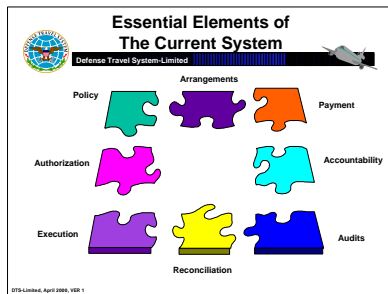 Essential Elements of
The Current System
Defense Travel System-Limited
Arrangements
Policy
Payment
Authorization
Accountability
Execution
Audits
Reconciliation
DTS-Limited, April 2000, VER 1